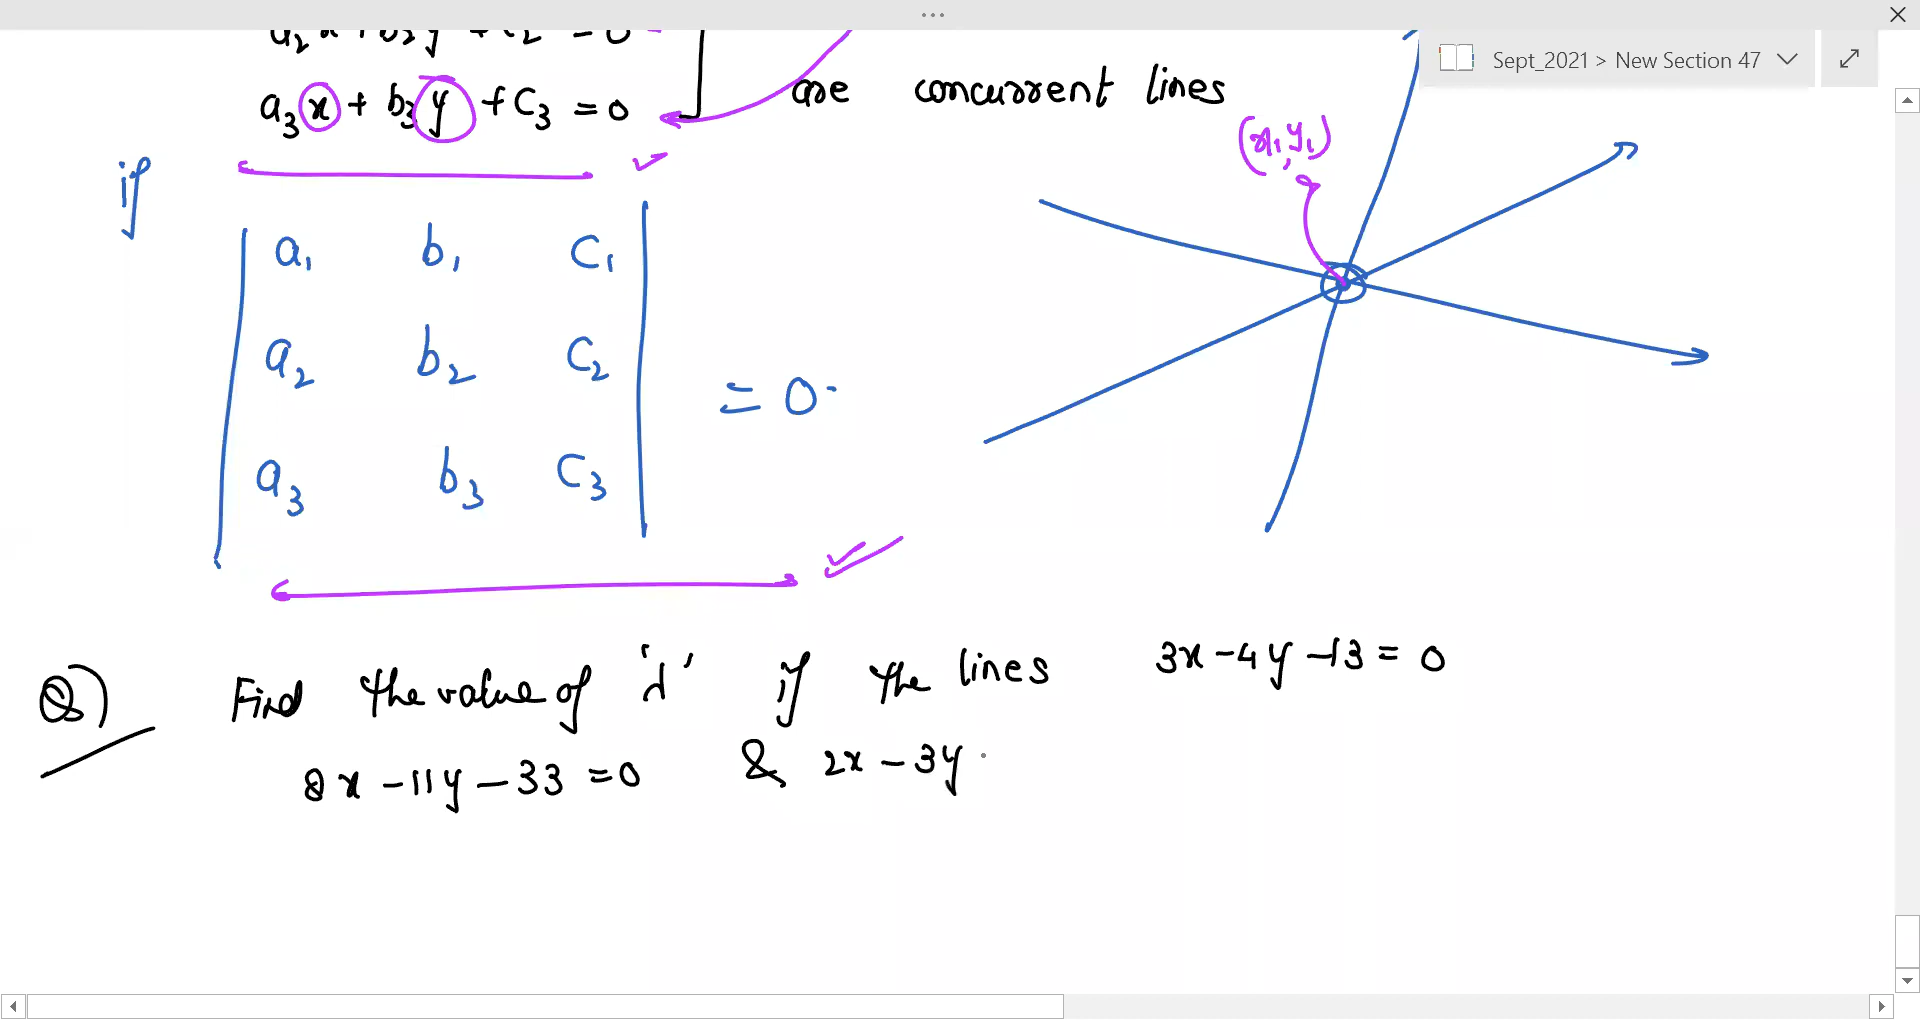 Sept_2021 > New Section 47
a₃x + b₃y + C₃ = 0
are concurrent lines
(x₁, y₁)
if
a₁ b₁ C₁
a₂ b₂ C₂
= 0
a₃ b₃ C₃
Q) Find the value of 'λ' if the lines 3x - 4y - 13 = 0
8x - 11y - 33 = 0 & 2x - 3y